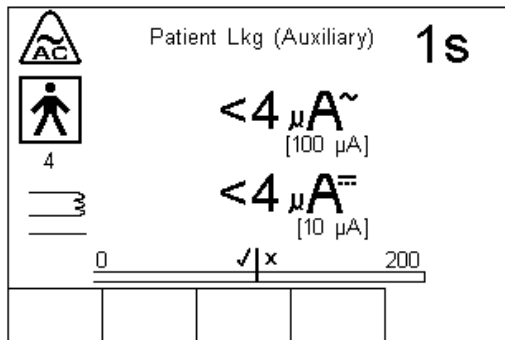 AC
Patient Lkg (Auxiliary)
1s
<4 µA~
[100 µA]
4
<4 µA⎓
[10 µA]
0 ✓ x 200